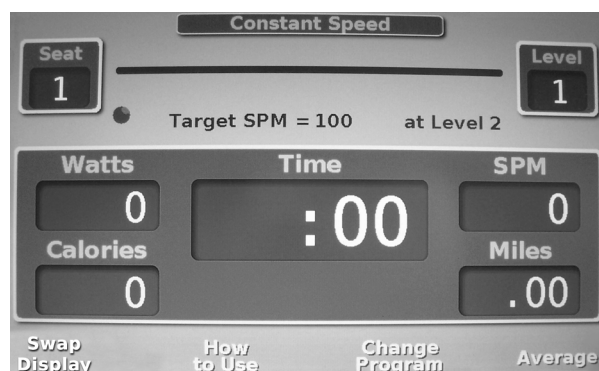 Constant Speed
Seat
1
Level
1
Target SPM = 100 at Level 2
Watts
0
Time
:00
SPM
0
Calories
0
Miles
.00
Swap
Display
How
to Use
Change
Program
Average